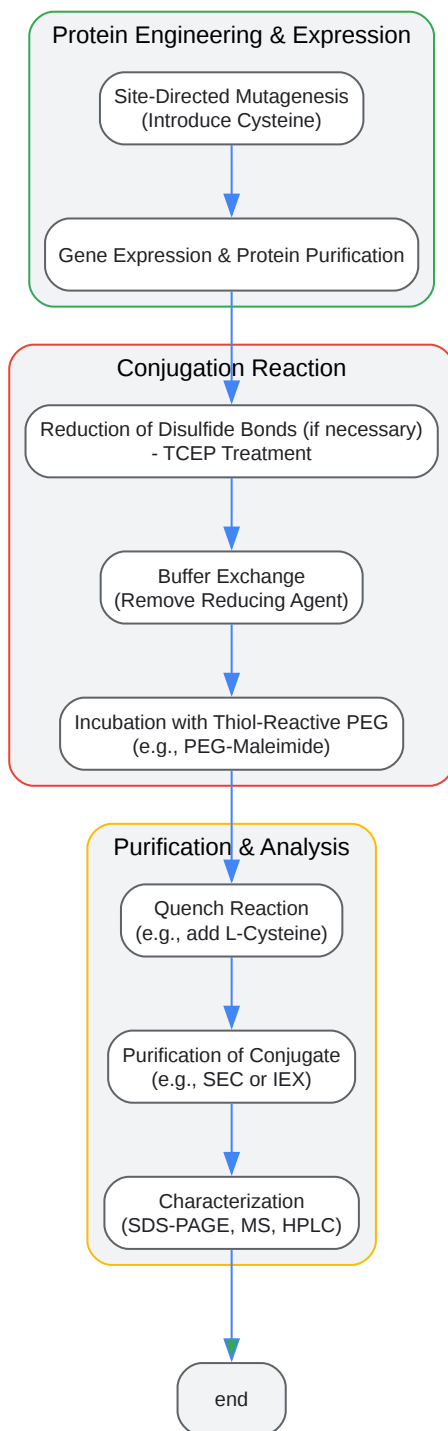 Protein Engineering & Expression
Site-Directed Mutagenesis
(Introduce Cysteine)
Gene Expression & Protein Purification
Conjugation Reaction
Reduction of Disulfide Bonds (if necessary)
- TCEP Treatment
Buffer Exchange
(Remove Reducing Agent)
Incubation with Thiol-Reactive PEG
(e.g., PEG-Maleimide)
Purification & Analysis
Quench Reaction
(e.g., add L-Cysteine)
Purification of Conjugate
(e.g., SEC or IEX)
Characterization
(SDS-PAGE, MS, HPLC)
end